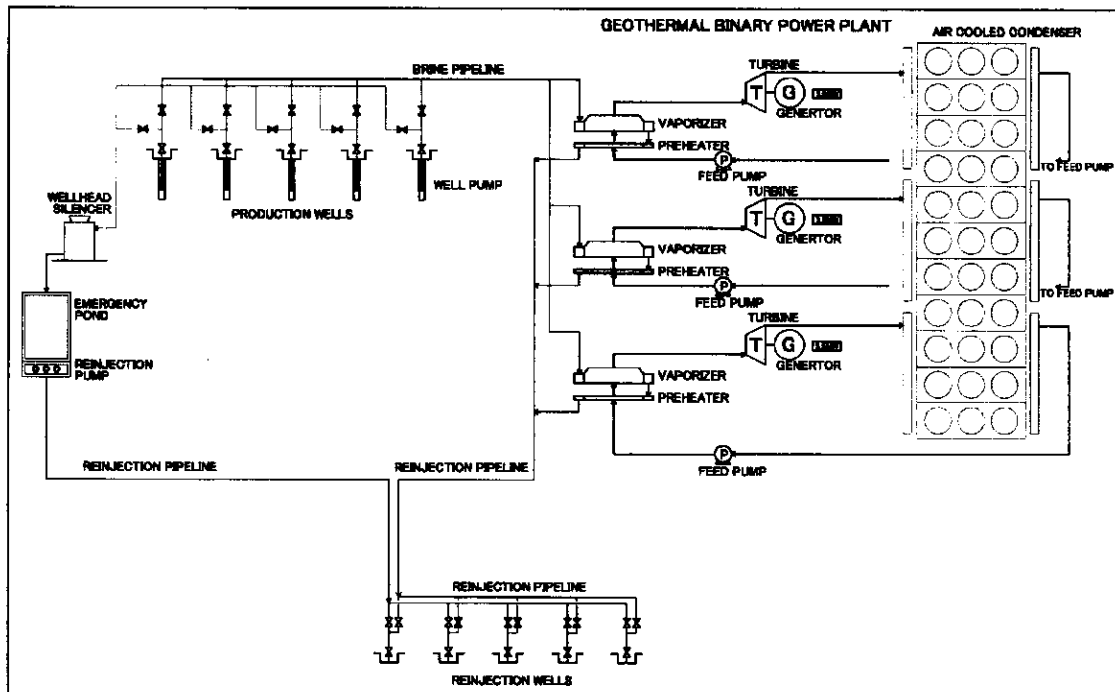 GEOTHERMAL BINARY POWER PLANT
AIR COOLED CONDENSER
BRINE PIPELINE
TURBINE
T
G
GENERTOR
VAPORIZER
PREHEATER
P
FEED PUMP
TO FEED PUMP
WELL PUMP
PRODUCTION WELLS
WELLHEAD
SILENCER
TURBINE
T
G
GENERTOR
VAPORIZER
PREHEATER
P
FEED PUMP
TO FEED PUMP
EMERGENCY
POND
REINJECTION
PUMP
TURBINE
T
G
GENERTOR
VAPORIZER
PREHEATER
P
FEED PUMP
REINJECTION PIPELINE
REINJECTION PIPELINE
REINJECTION PIPELINE
REINJECTION WELLS